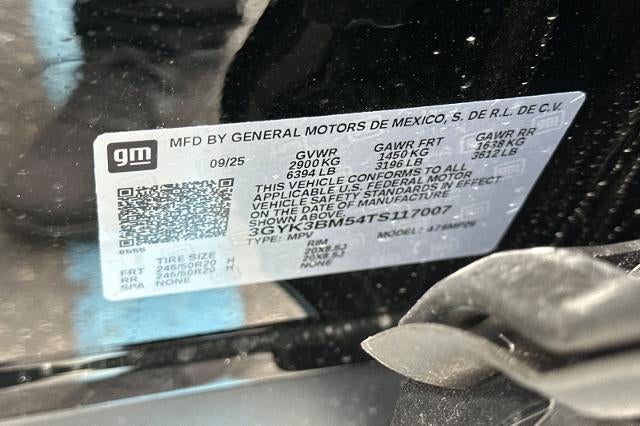 gm
MFD BY GENERAL MOTORS DE MEXICO, S. DE R.L. DE C.V.
09/25 GVWR GAWR FRT GAWR RR
2900 KG 1450 KG 1638 KG
6394 LB 3196 LB 3612 LB
THIS VEHICLE CONFORMS TO ALL
APPLICABLE U.S. FEDERAL MOTOR
VEHICLE SAFETY STANDARDS IN EFFECT
ON THE DATE OF MANUFACTURE
SHOWN ABOVE.
3GYK3BM54TS117007
TYPE: MPV MODEL:
8555
TIRE SIZE RIM
FRT 245/50R20 H 20X8.5J
RR 245/50R20 H 20X8.5J
SPA NONE NONE